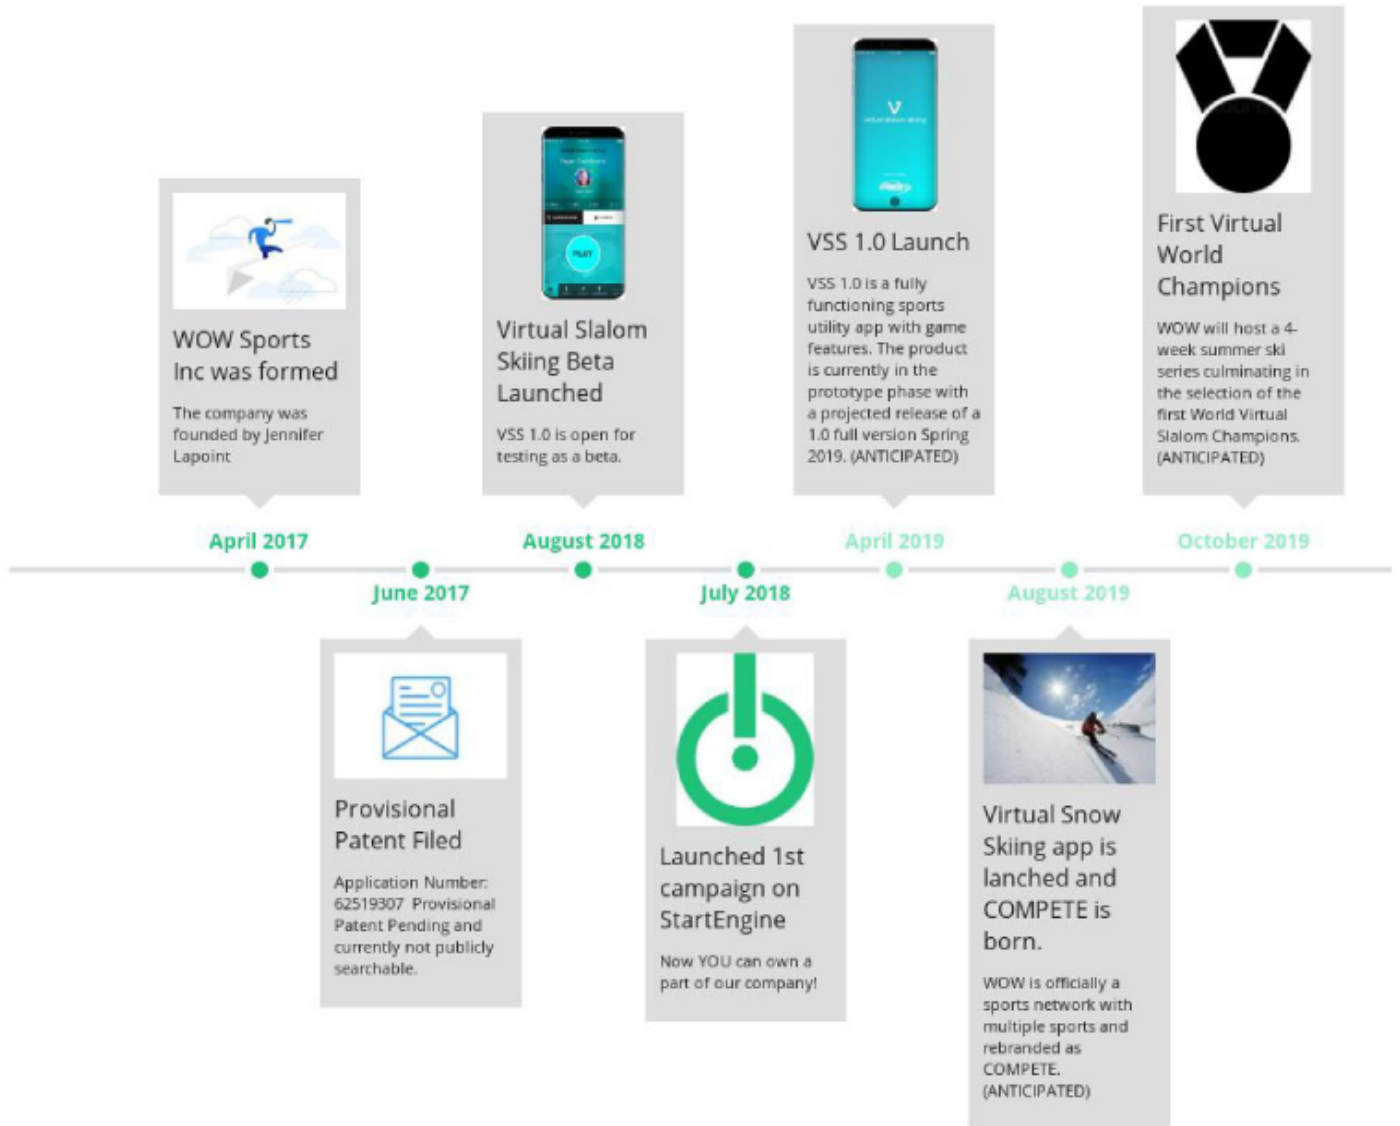 WOW Sports
Inc was formed
The company was
founded by Jennifer
Lapoint
April 2017
June 2017
Provisional
Patent Filed
Application Number:
62519307 Provisional
Patent Pending and
currently not publicly
searchable.
PLAY
Virtual Slalom
Skiing Beta
Launched
VSS 1.0 is open for
testing as a beta.
August 2018
July 2018
Launched 1st
campaign on
StartEngine
Now YOU can own a
part of our company!
VSS 1.0 Launch
VSS 1.0 is a fully
functioning sports
utility app with game
features. The product
is currently in the
prototype phase with
a projected release of a
1.0 full version Spring
2019. (ANTICIPATED)
April 2019
August 2019
Virtual Snow
Skiing app is
lanched and
COMPETE is
born.
WOW is officially a
sports network with
multiple sports and
rebranded as
COMPETE.
(ANTICIPATED)
First Virtual
World
Champions
WOW will host a 4-
week summer ski
series culminating in
the selection of the
first World Virtual
Slalom Champions.
(ANTICIPATED)
October 2019